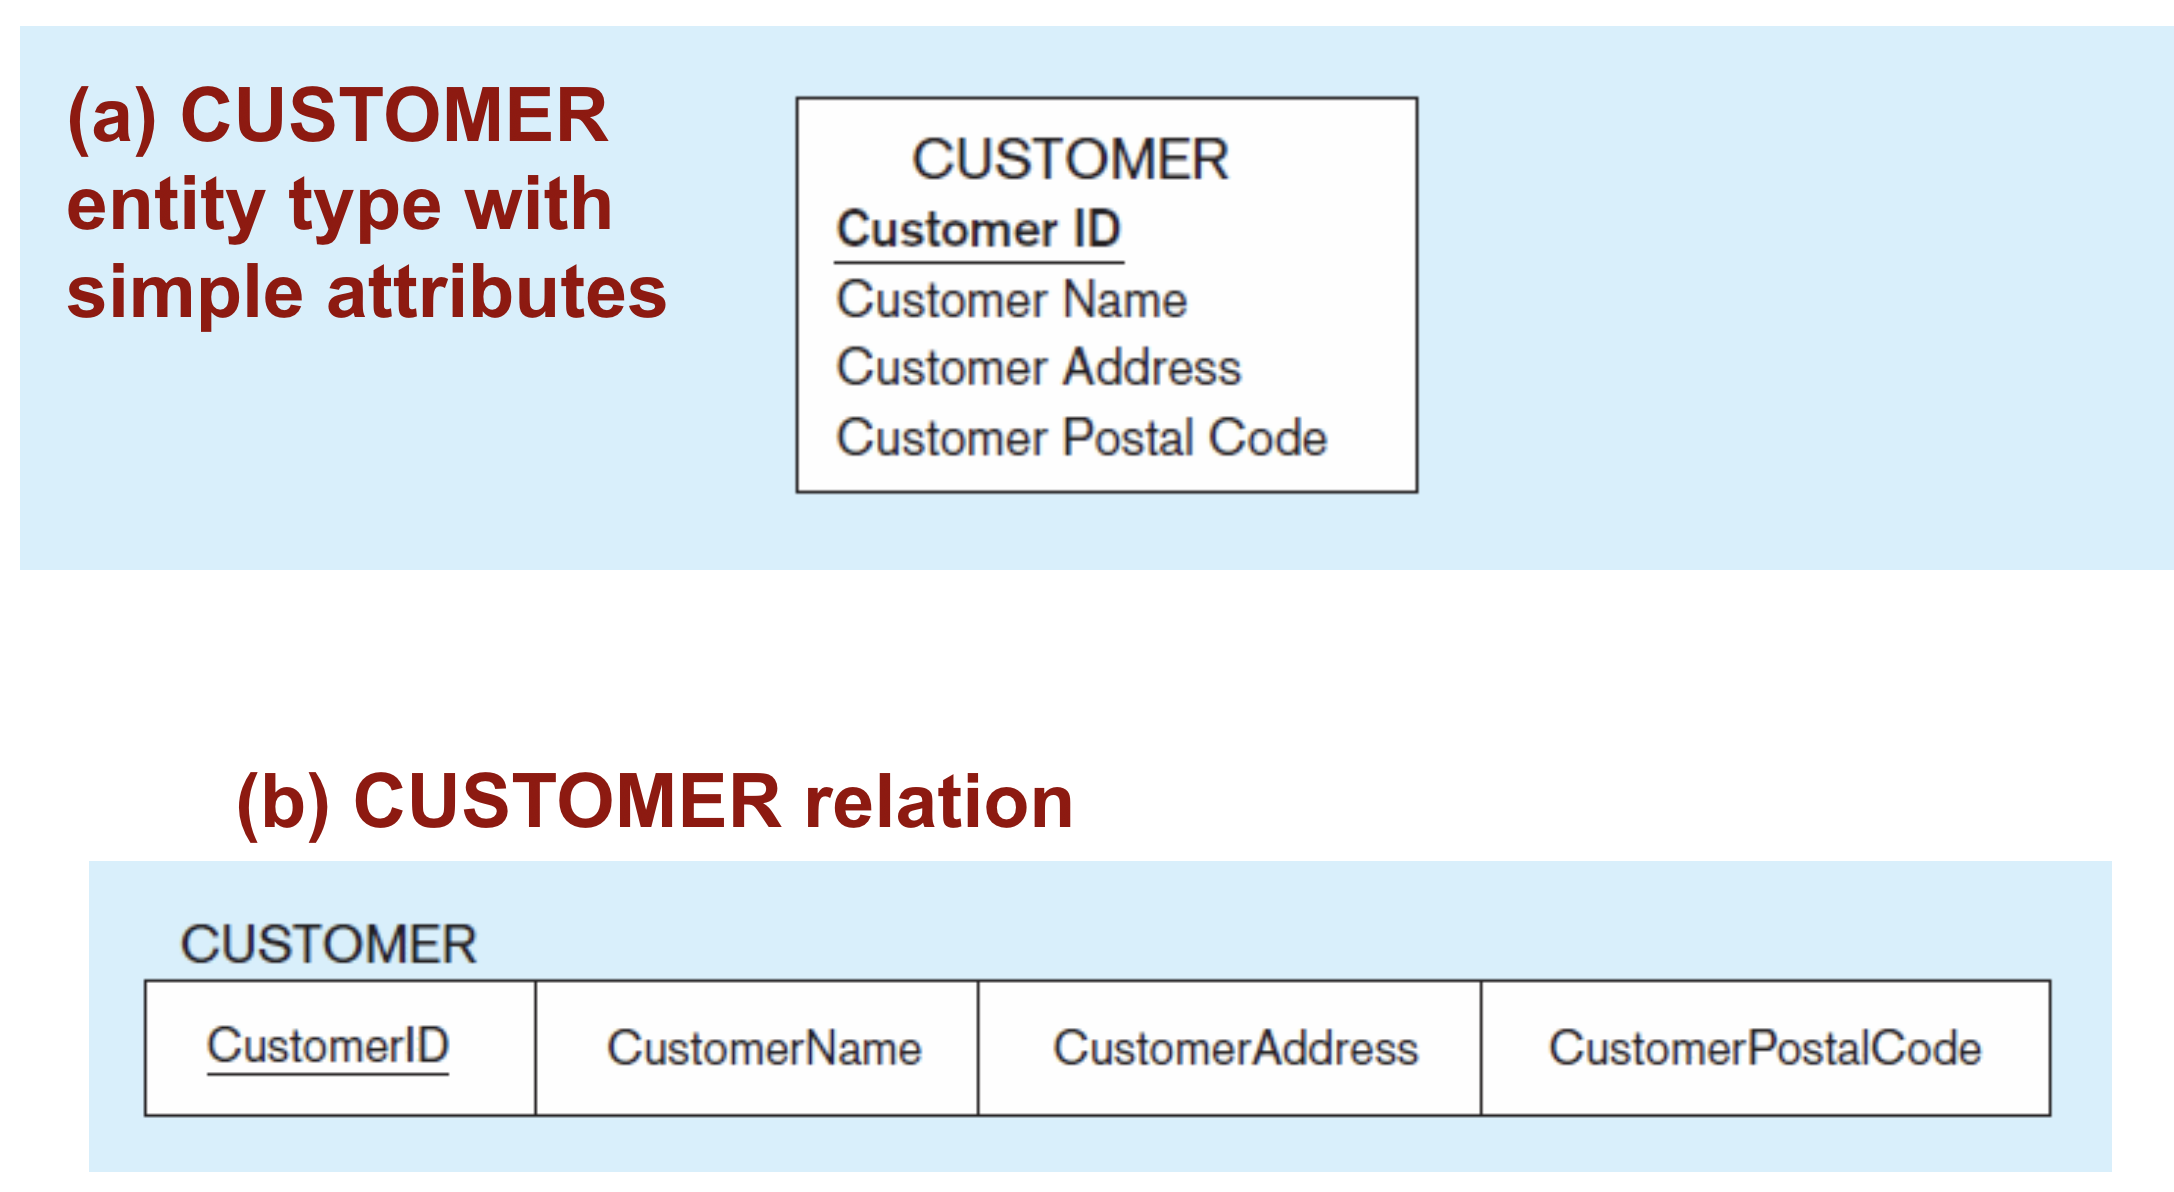 (a) CUSTOMER
entity type with
simple attributes
CUSTOMER
Customer ID
Customer Name
Customer Address
Customer Postal Code
(b) CUSTOMER relation
CUSTOMER
CustomerID CustomerName CustomerAddress CustomerPostalCode